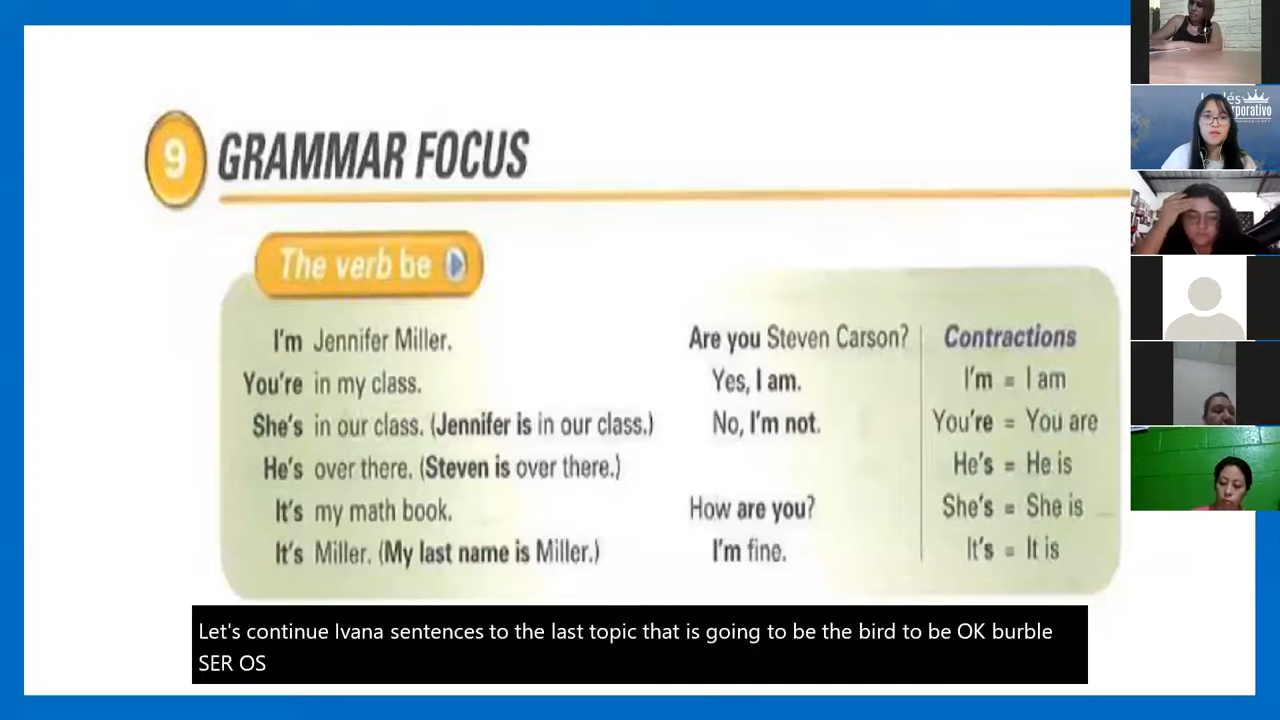 9 GRAMMAR FOCUS
The verb be
I'm Jennifer Miller.
You're in my class.
She's in our class. (Jennifer is in our class.)
He's over there. (Steven is over there.)
It's my math book.
It's Miller. (My last name is Miller.)
Are you Steven Carson?
Yes, I am.
No, I'm not.
How are you?
I'm fine.
Contractions
I'm = I am
You're = You are
He's = He is
She's = She is
It's = It is
Let's continue Ivana sentences to the last topic that is going to be the bird to be OK burble
SER OS